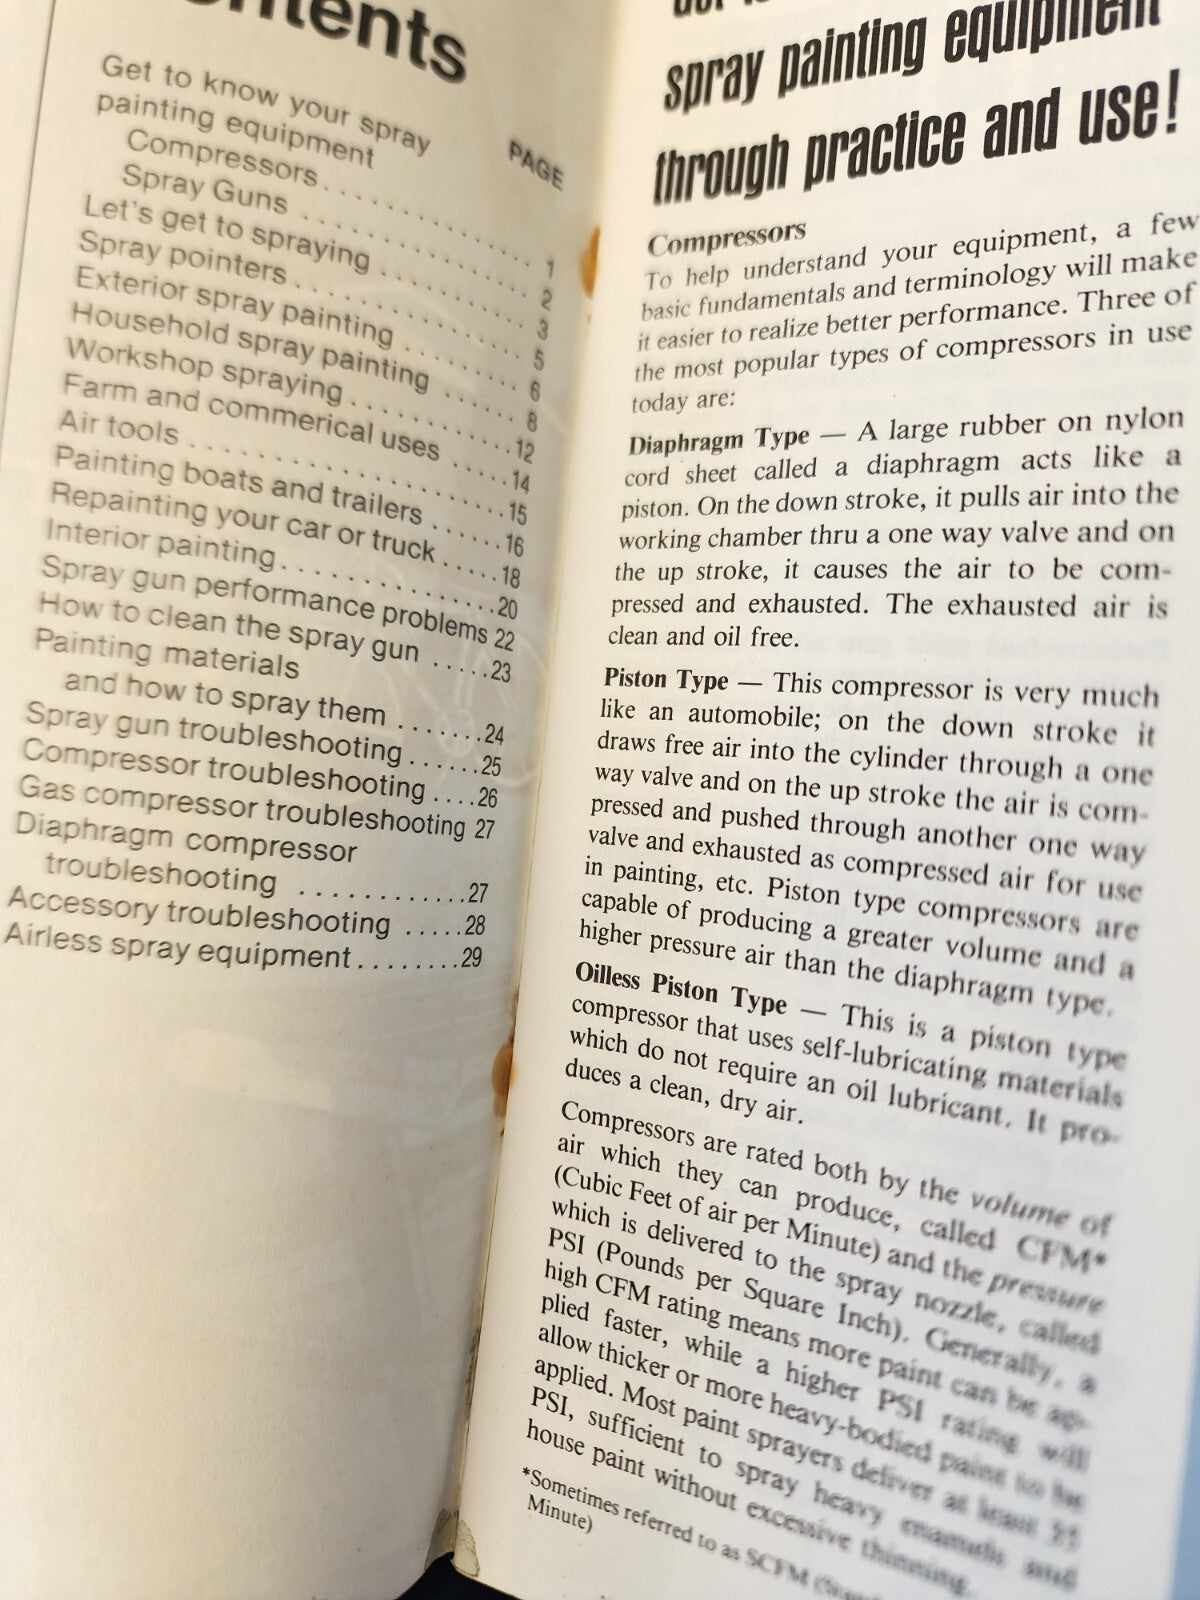 Get to know your spray
painting equipment
PAGE
Compressors . . . . . . . . . . . . . . . . 1
Spray Guns . . . . . . . . . . . . . . . . 2
Let's get to spraying . . . . . . . . . . . 3
Spray pointers . . . . . . . . . . . . . . . 5
Exterior spray painting . . . . . . . . . 6
Household spray painting . . . . . . 8
Workshop spraying . . . . . . . . . . . 12
Farm and commerical uses . . . . . 14
Air tools . . . . . . . . . . . . . . . . . . . 15
Painting boats and trailers . . . . . . 16
Repainting your car or truck . . . . . 18
Interior painting . . . . . . . . . . . . . . 20
Spray gun performance problems 22
How to clean the spray gun . . . . . 23
Painting materials
and how to spray them . . . . . . . 24
Spray gun troubleshooting . . . . . . 25
Compressor troubleshooting . . . . 26
Gas compressor troubleshooting 27
Diaphragm compressor
troubleshooting . . . . . . . . . . . . 27
Accessory troubleshooting . . . . . 28
Airless spray equipment . . . . . . . . 29
spray painting equipment
through practice and use!
Compressors
To help understand your equipment, a few
basic fundamentals and terminology will make
it easier to realize better performance. Three of
the most popular types of compressors in use
today are:
Diaphragm Type — A large rubber on nylon
cord sheet called a diaphragm acts like a
piston. On the down stroke, it pulls air into the
working chamber thru a one way valve and on
the up stroke, it causes the air to be com-
pressed and exhausted. The exhausted air is
clean and oil free.
Piston Type — This compressor is very much
like an automobile; on the down stroke it
draws free air into the cylinder through a one
way valve and on the up stroke the air is com-
pressed and pushed through another one way
valve and exhausted as compressed air for use
in painting, etc. Piston type compressors are
capable of producing a greater volume and a
higher pressure air than the diaphragm type.
Oilless Piston Type — This is a piston type
compressor that uses self-lubricating materials
which do not require an oil lubricant. It pro-
duces a clean, dry air.
Compressors are rated both by the volume of
air which they can produce, called CFM*
(Cubic Feet of air per Minute) and the pressure
which is delivered to the spray nozzle, called
PSI (Pounds per Square Inch). Generally, a
high CFM rating means more paint can be ap-
plied faster, while a higher PSI rating will
allow thicker or more heavy-bodied paint to be
applied. Most paint sprayers deliver at least 35
PSI, sufficient to spray heavy enamels and
house paint without excessive thinning.
*Sometimes referred to as SCFM
Minute)